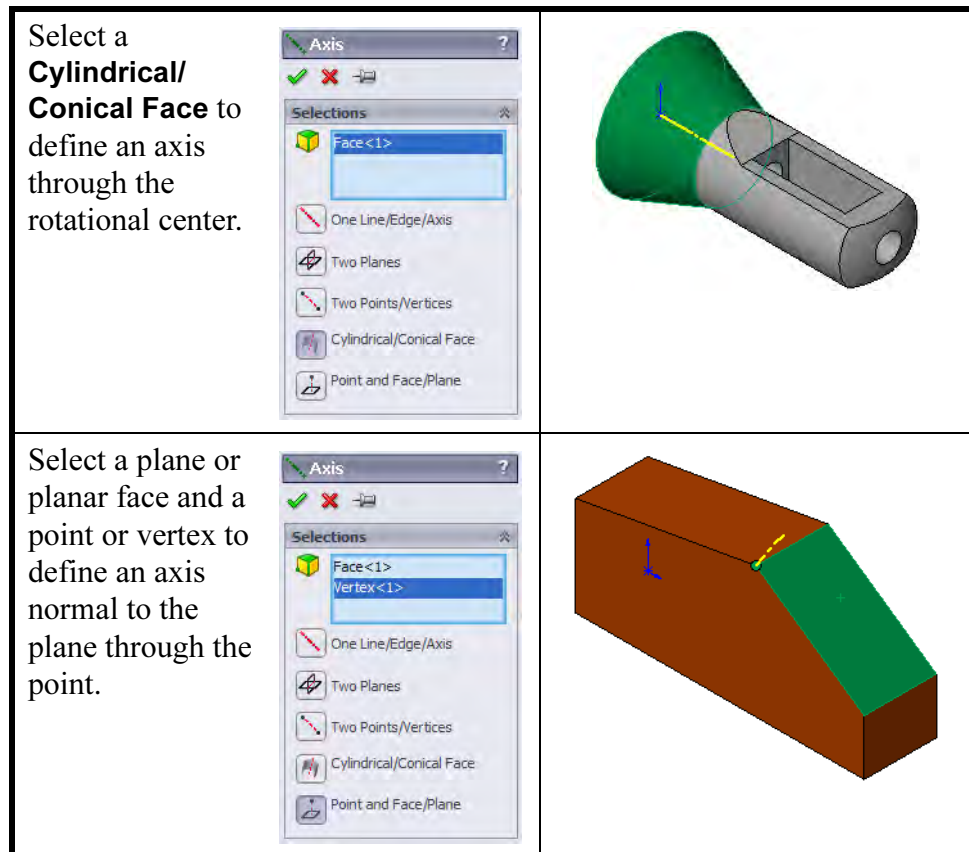 Select a
Cylindrical/
Conical Face to
define an axis
through the
rotational center.
Axis ?
Selections
Face<1>
One Line/Edge/Axis
Two Planes
Two Points/Vertices
Cylindrical/Conical Face
Point and Face/Plane
Select a plane or
planar face and a
point or vertex to
define an axis
normal to the
plane through the
point.
Axis ?
Selections
Face<1>
Vertex<1>
One Line/Edge/Axis
Two Planes
Two Points/Vertices
Cylindrical/Conical Face
Point and Face/Plane